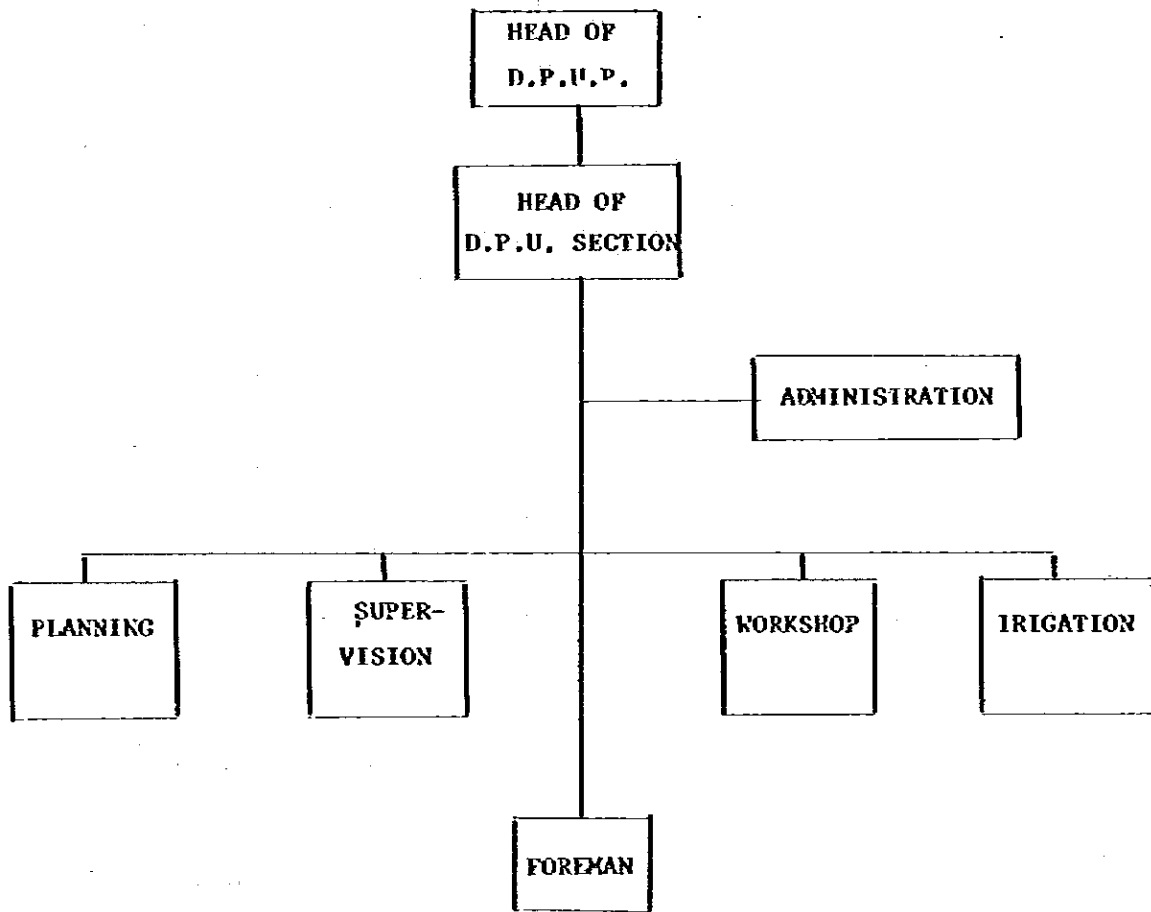 HEAD OF
D.P.U.P.
HEAD OF
D.P.U. SECTION
ADMINISTRATION
PLANNING
SUPER-
VISION
WORKSHOP
IRIGATION
FOREMAN